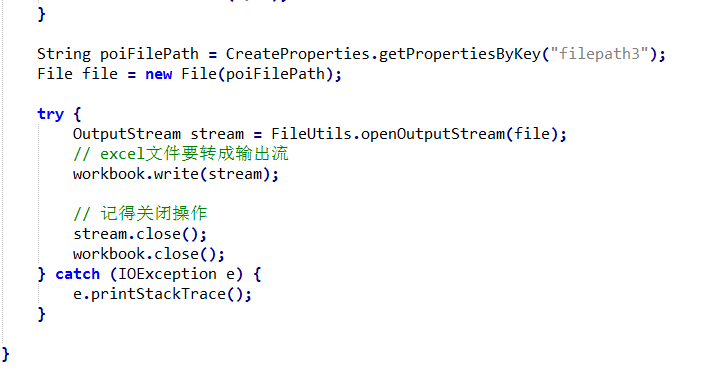 }
String poiFilePath = CreateProperties.getPropertiesByKey("filepath3");
File file = new File(poiFilePath);
try {
OutputStream stream = FileUtils.openOutputStream(file);
// excel文件要转成输出流
workbook.write(stream);
// 记得关闭操作
stream.close();
workbook.close();
} catch (IOException e) {
e.printStackTrace();
}
}